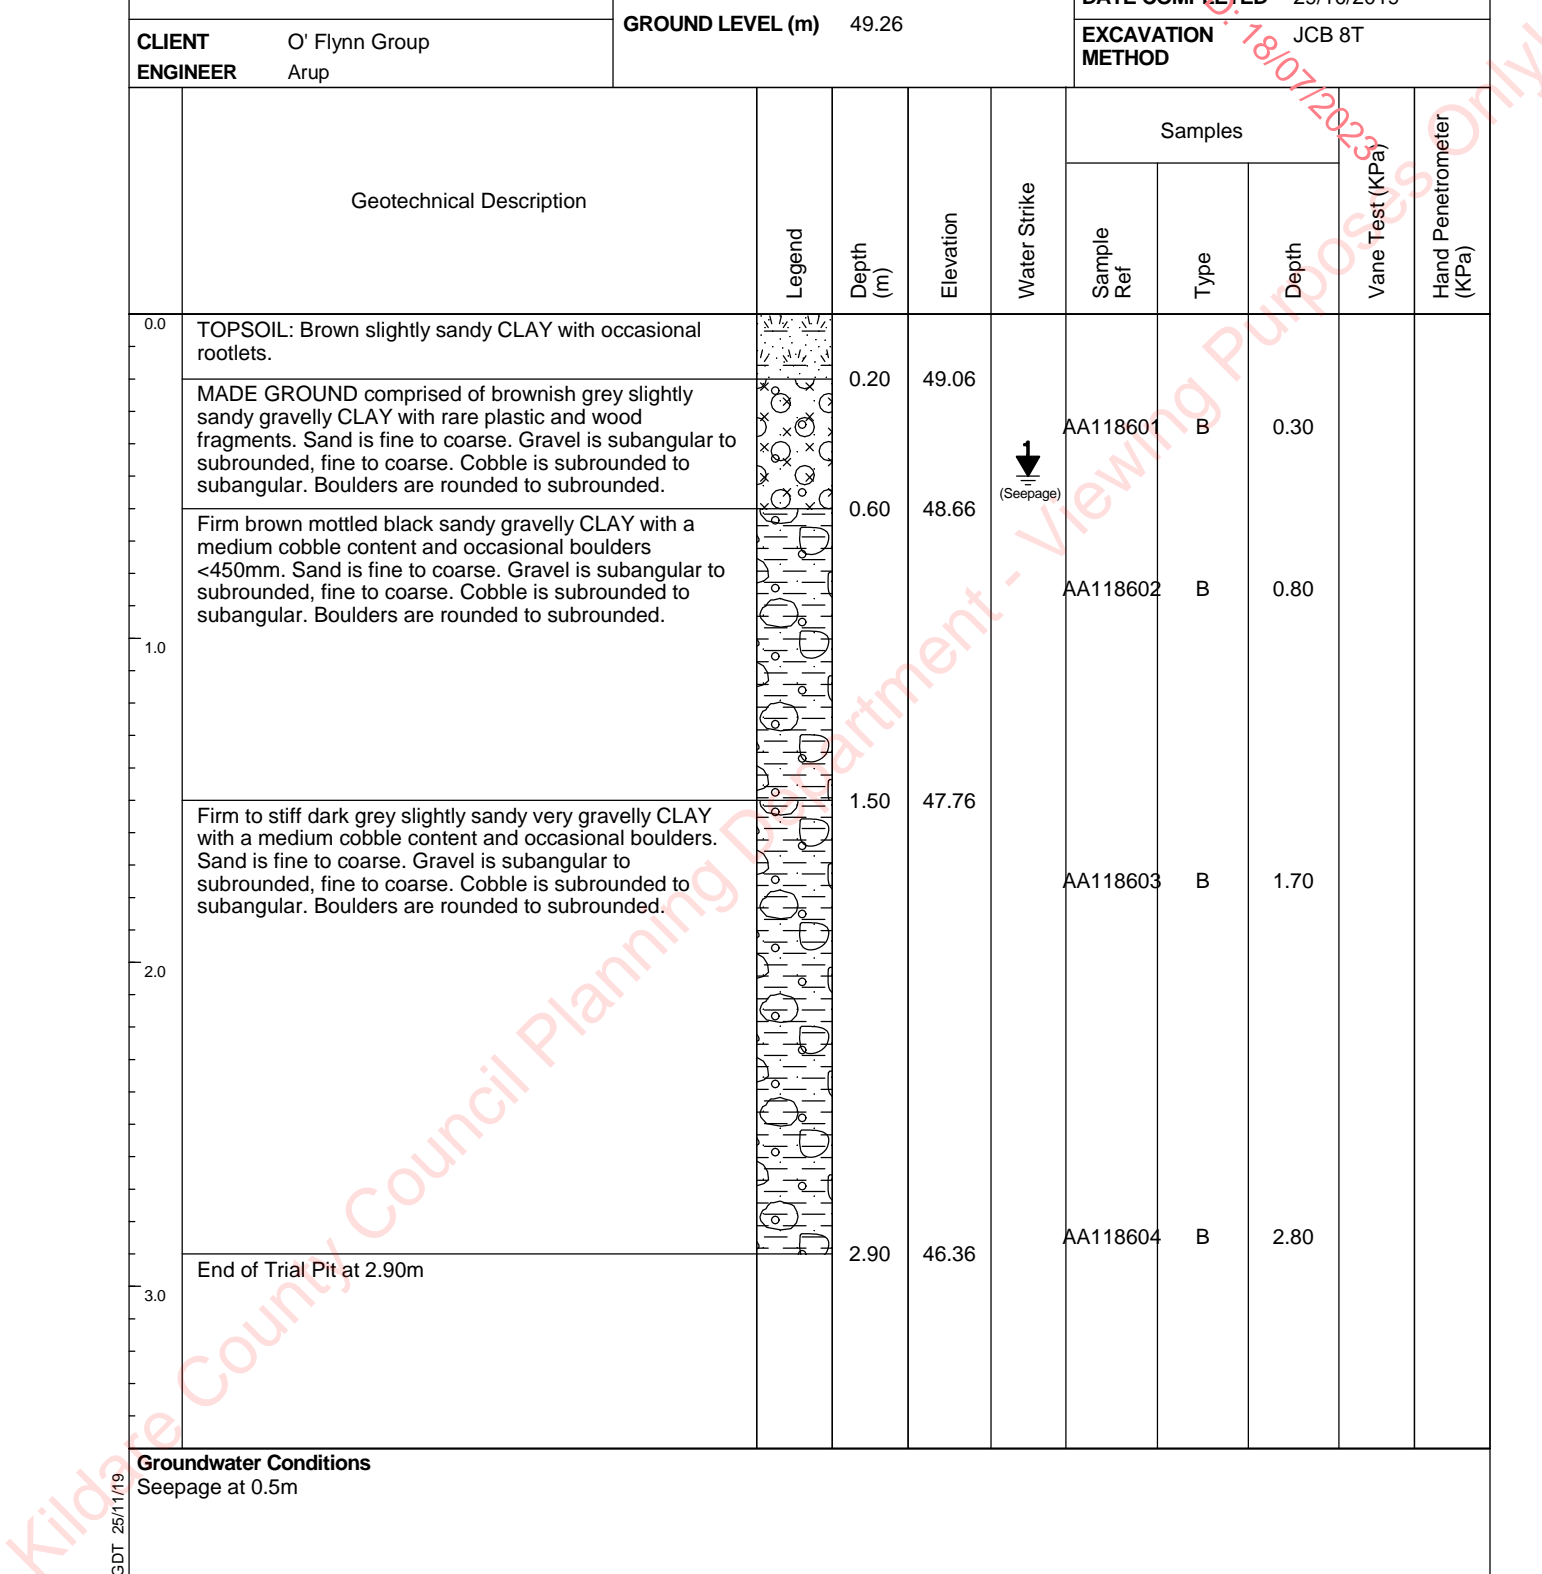 CLIENT O' Flynn Group
ENGINEER Arup
GROUND LEVEL (m) 49.26
DATE COMPLETED
EXCAVATION METHOD JCB 8T
D: 18/07/2023
Geotechnical Description
Legend
Depth (m)
Elevation
Water Strike
Samples
Sample Ref
Type
Depth
Vane Test (KPa)
Hand Penetrometer (KPa)
0.0
TOPSOIL: Brown slightly sandy CLAY with occasional
rootlets.
0.20 49.06
MADE GROUND comprised of brownish grey slightly
sandy gravelly CLAY with rare plastic and wood
fragments. Sand is fine to coarse. Gravel is subangular to
subrounded, fine to coarse. Cobble is subrounded to
subangular. Boulders are rounded to subrounded.
AA118601 B 0.30
1
(Seepage)
0.60 48.66
Firm brown mottled black sandy gravelly CLAY with a
medium cobble content and occasional boulders
<450mm. Sand is fine to coarse. Gravel is subangular to
subrounded, fine to coarse. Cobble is subrounded to
subangular. Boulders are rounded to subrounded.
AA118602 B 0.80
1.0
1.50 47.76
Firm to stiff dark grey slightly sandy very gravelly CLAY
with a medium cobble content and occasional boulders.
Sand is fine to coarse. Gravel is subangular to
subrounded, fine to coarse. Cobble is subrounded to
subangular. Boulders are rounded to subrounded.
AA118603 B 1.70
2.0
AA118604 B 2.80
2.90 46.36
End of Trial Pit at 2.90m
3.0
Groundwater Conditions
Seepage at 0.5m
GDT 25/11/19
Kildare County Council Planning Department - Viewing Purposes Only!